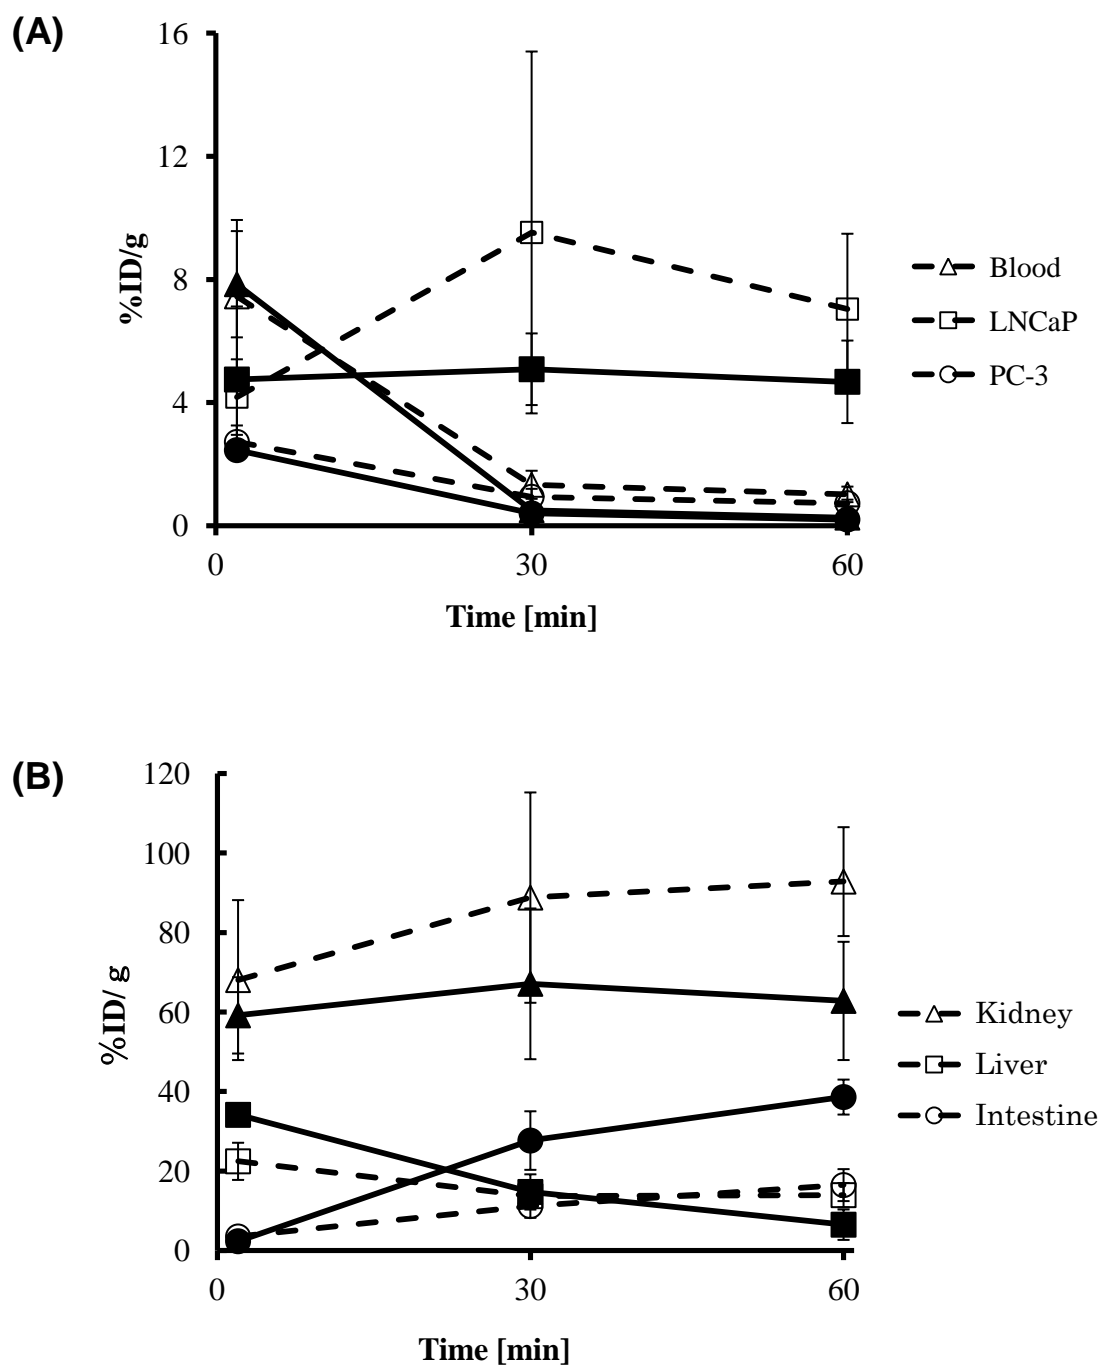 (A)
16
12
8
4
0
%ID/g
0 30 60
Time [min]
Blood
LNCaP
PC-3
(B)
120
100
80
60
40
20
0
%ID/ g
0 30 60
Time [min]
Kidney
Liver
Intestine